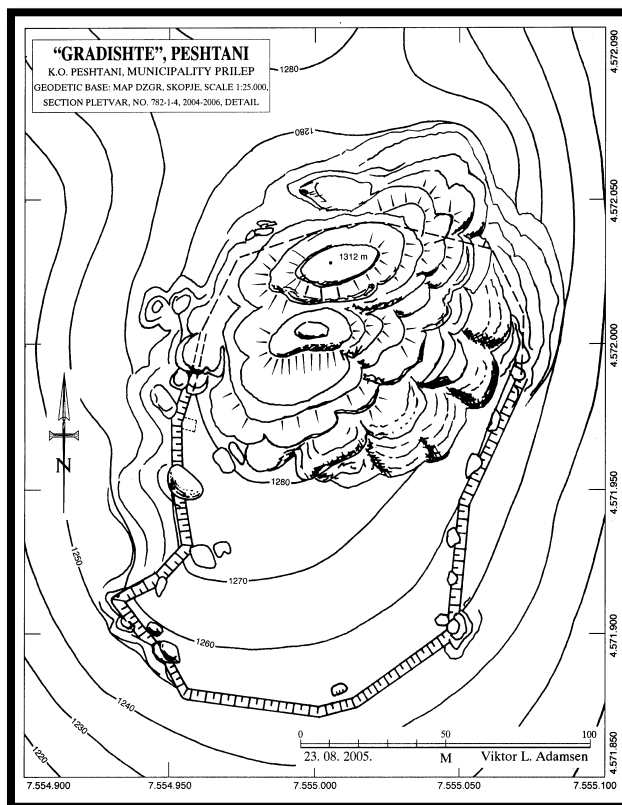 “GRADISHTE”, PESHTANI
K.O. PESHTANI, MUNICIPALITY PRILEP
GEODETIC BASE: MAP DZGR, SKOPJE, SCALE 1:25.000,
SECTION PLETVAR, NO. 782-1-4, 2004-2006, DETAIL
1280
4.572.090
1280
4.572.050
1312 m
4.572.000
N
1280
4.571.950
1250
1270
4.571.900
1260
1240
1230
1220
0 50 100
23. 08. 2005. M Viktor L. Adamsen
4.571.850
7.554.900 7.554.950 7.555.000 7.555.050 7.555.100